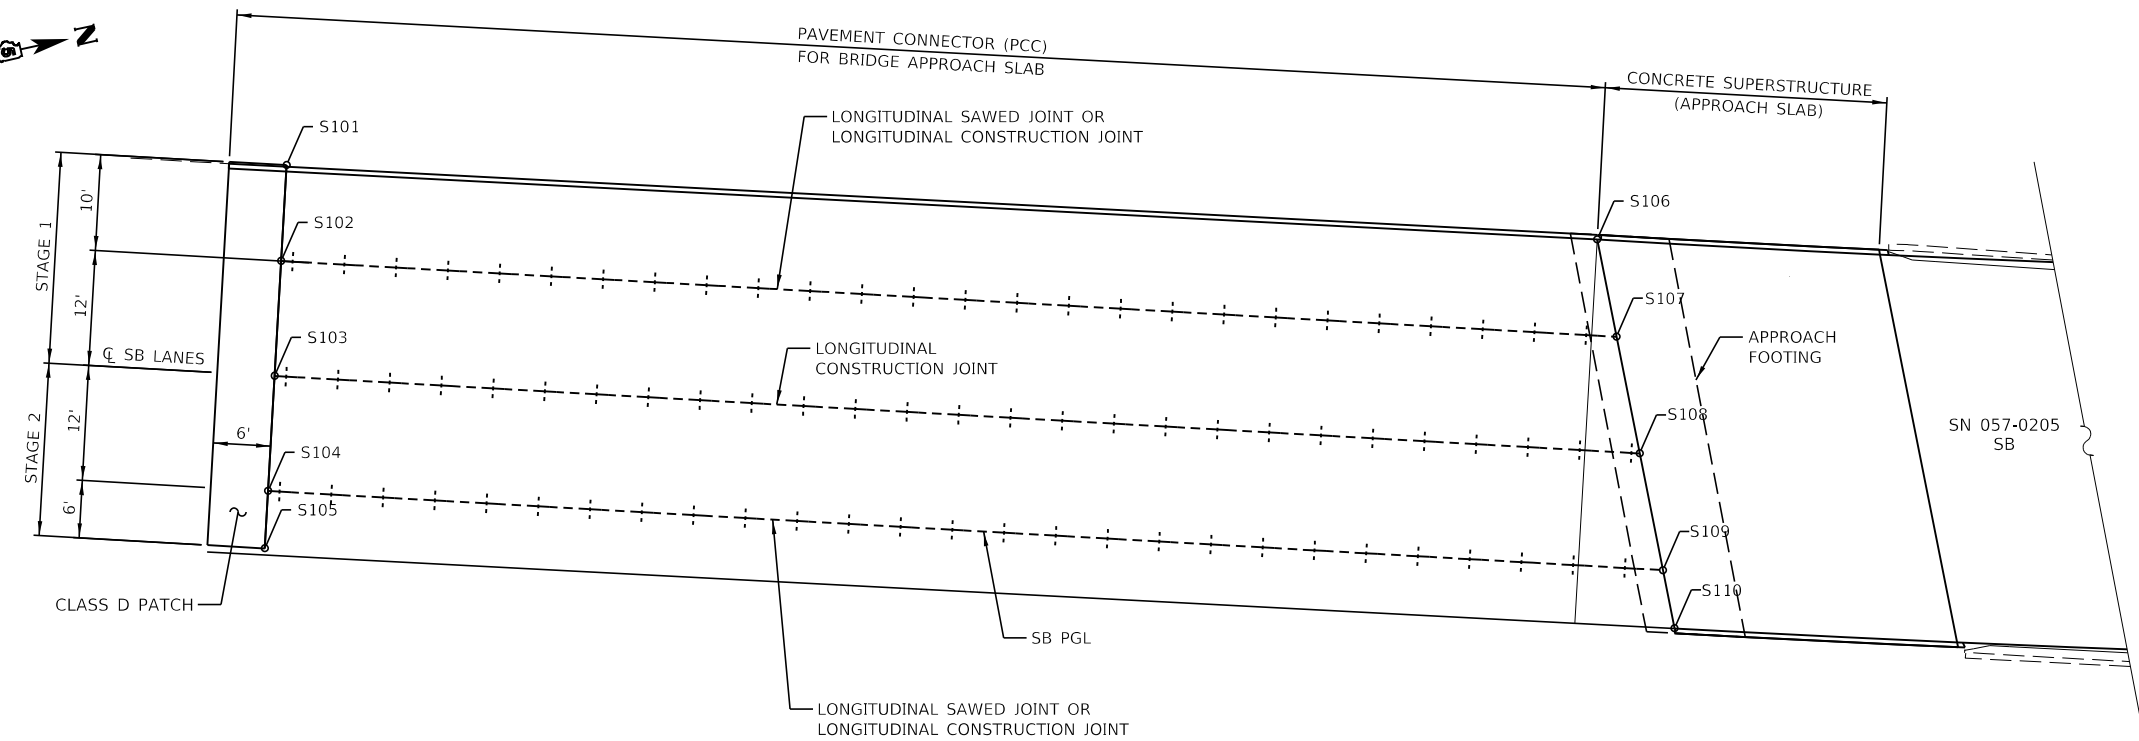 N
PAVEMENT CONNECTOR (PCC)
FOR BRIDGE APPROACH SLAB
CONCRETE SUPERSTRUCTURE
(APPROACH SLAB)
LONGITUDINAL SAWED JOINT OR
LONGITUDINAL CONSTRUCTION JOINT
S101
S102
S103
S104
S105
S106
S107
S108
S109
S110
STAGE 1
STAGE 2
10'
12'
12'
6'
6'
℄ SB LANES
LONGITUDINAL
CONSTRUCTION JOINT
APPROACH
FOOTING
SN 057-0205
SB
CLASS D PATCH
SB PGL
LONGITUDINAL SAWED JOINT OR
LONGITUDINAL CONSTRUCTION JOINT